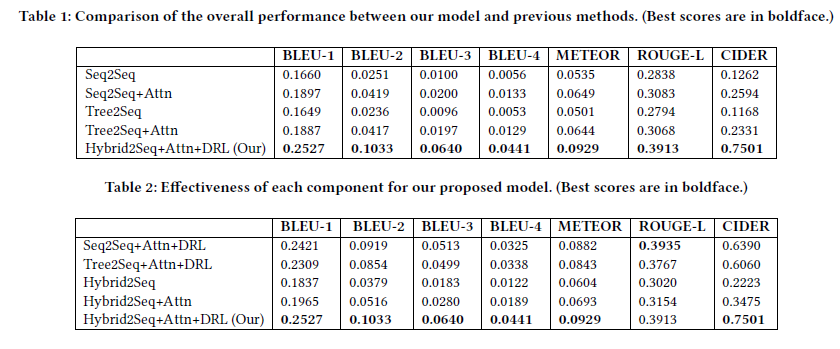 Table 1: Comparison of the overall performance between our model and previous methods. (Best scores are in boldface.)
BLEU-1 BLEU-2 BLEU-3 BLEU-4 METEOR ROUGE-L CIDER
Seq2Seq 0.1660 0.0251 0.0100 0.0056 0.0535 0.2838 0.1262
Seq2Seq+Attn 0.1897 0.0419 0.0200 0.0133 0.0649 0.3083 0.2594
Tree2Seq 0.1649 0.0236 0.0096 0.0053 0.0501 0.2794 0.1168
Tree2Seq+Attn 0.1887 0.0417 0.0197 0.0129 0.0644 0.3068 0.2331
Hybrid2Seq+Attn+DRL (Our) 0.2527 0.1033 0.0640 0.0441 0.0929 0.3913 0.7501
Table 2: Effectiveness of each component for our proposed model. (Best scores are in boldface.)
BLEU-1 BLEU-2 BLEU-3 BLEU-4 METEOR ROUGE-L CIDER
Seq2Seq+Attn+DRL 0.2421 0.0919 0.0513 0.0325 0.0882 0.3935 0.6390
Tree2Seq+Attn+DRL 0.2309 0.0854 0.0499 0.0338 0.0843 0.3767 0.6060
Hybrid2Seq 0.1837 0.0379 0.0183 0.0122 0.0604 0.3020 0.2223
Hybrid2Seq+Attn 0.1965 0.0516 0.0280 0.0189 0.0693 0.3154 0.3475
Hybrid2Seq+Attn+DRL (Our) 0.2527 0.1033 0.0640 0.0441 0.0929 0.3913 0.7501